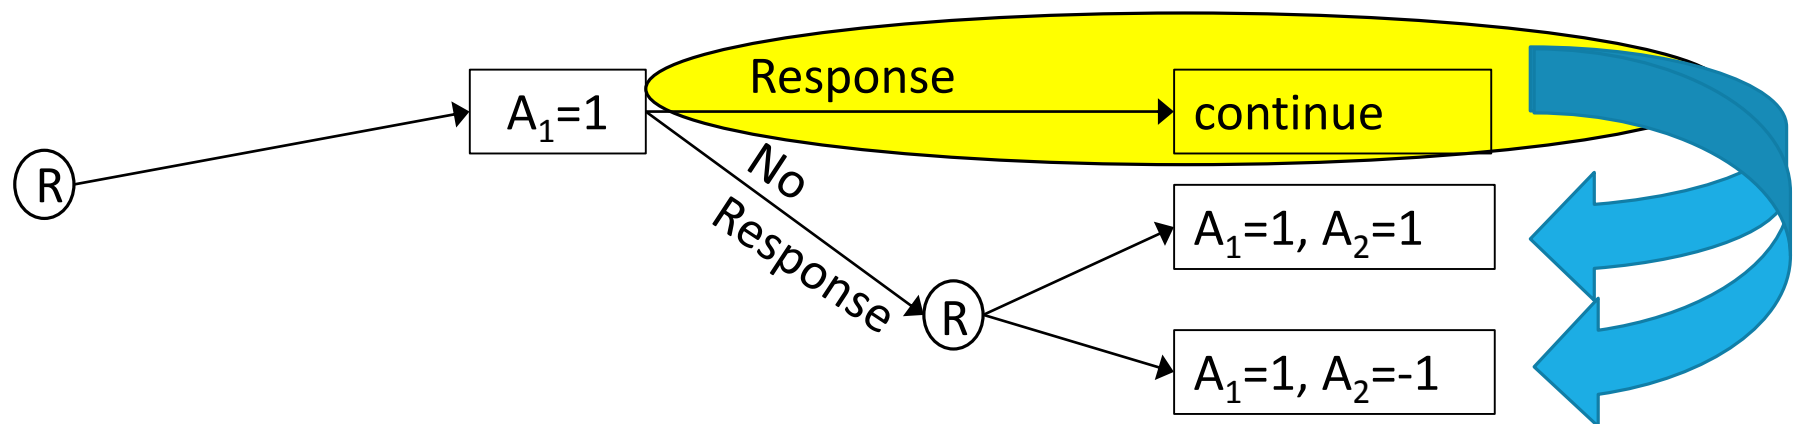 R
A₁=1
Response
continue
No
Response
R
A₁=1, A₂=1
A₁=1, A₂=-1